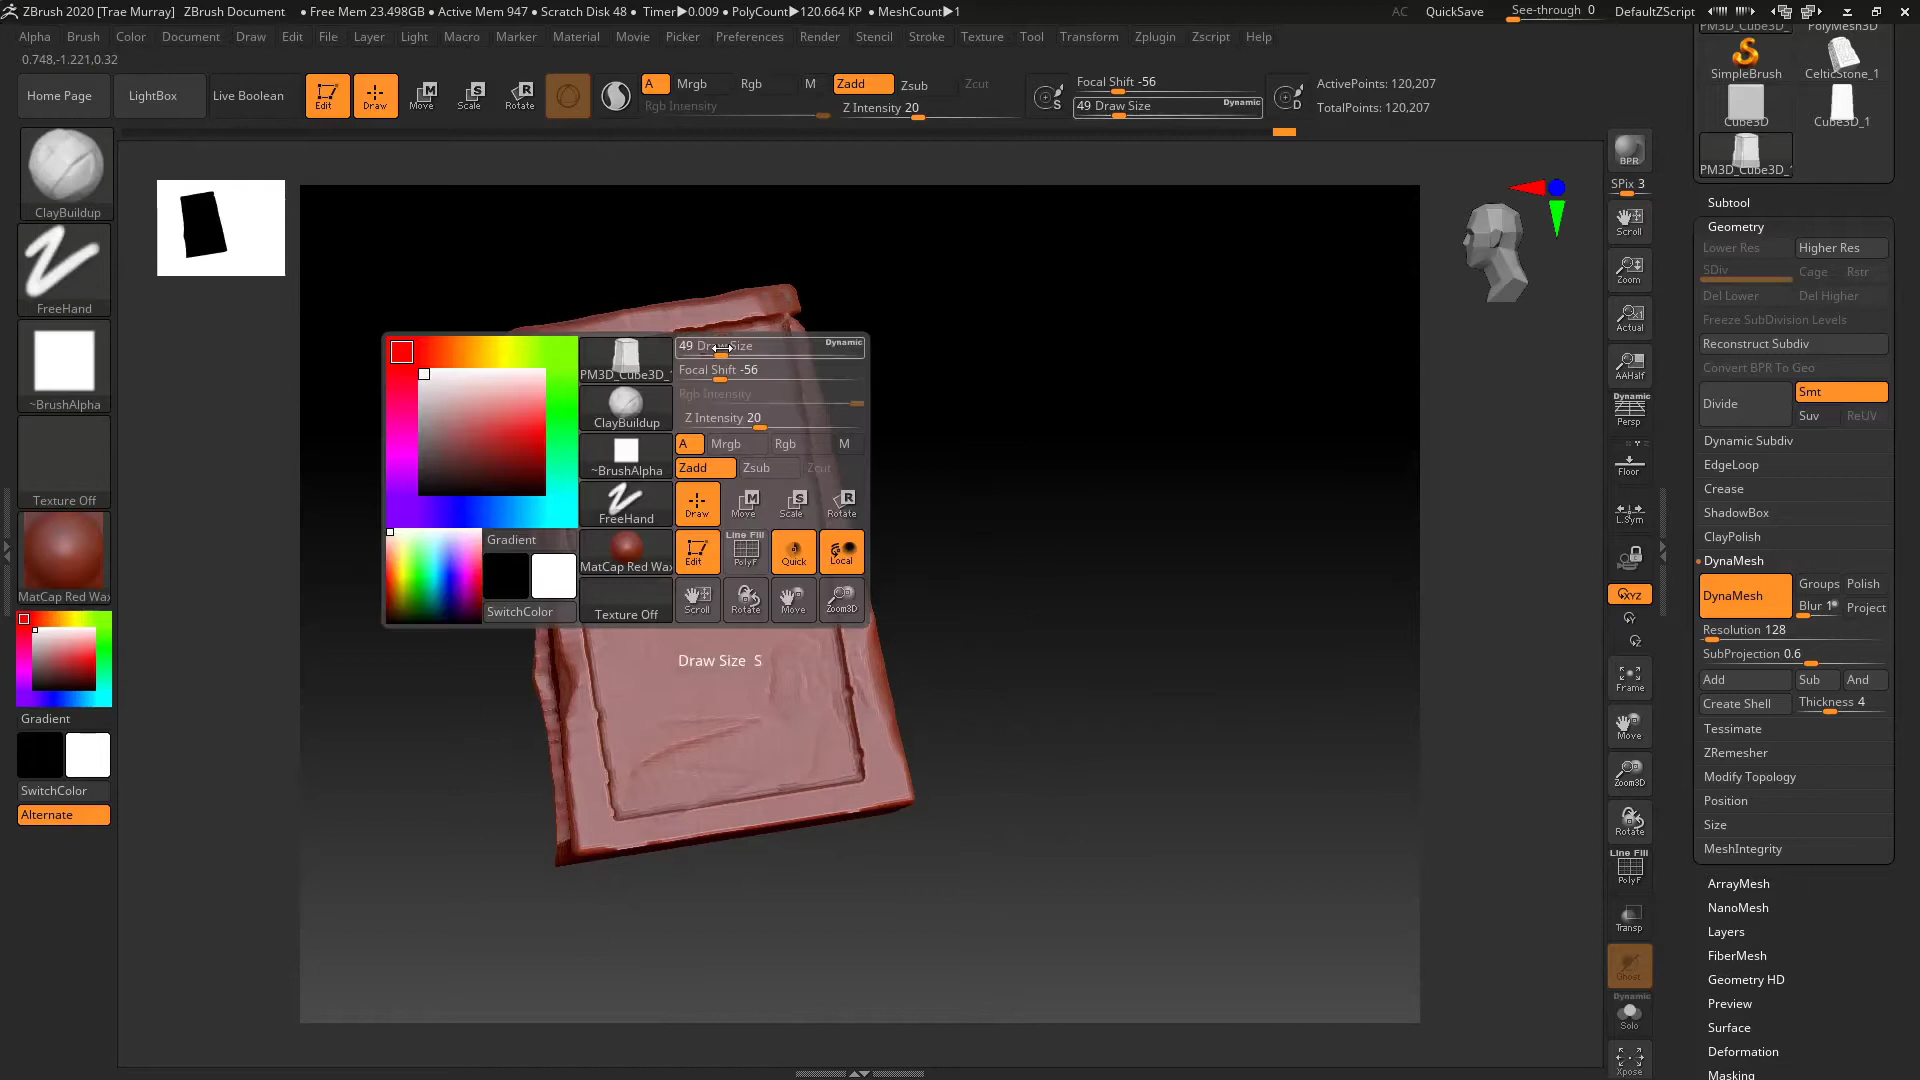 ZBrush 2020 [Trae Murray] ZBrush Document • Free Mem 23.498GB • Active Mem 947 • Scratch Disk 48 • Timer▶0.009 • PolyCount▶120.664 KP • MeshCount▶1 AC QuickSave See-through 0 DefaultZScript
Alpha Brush Color Document Draw Edit File Layer Light Macro Marker Material Movie Picker Preferences Render Stencil Stroke Texture Tool Transform Zplugin Zscript Help
0.748,-1.221,0.32
Home Page LightBox Live Boolean Edit Draw Move Scale Rotate
A Mrgb Rgb M Zadd Zsub Zcut
Rgb Intensity Z Intensity 20
S Focal Shift -56
49 Draw Size Dynamic D
ActivePoints: 120,207
TotalPoints: 120,207
ClayBuildup
FreeHand
~BrushAlpha
Texture Off
MatCap Red Wax
Gradient
SwitchColor
Alternate
PM3D_Cube3D_1
ClayBuildup
~BrushAlpha
FreeHand
MatCap Red Wax
Texture Off
Gradient
SwitchColor
49 Draw Size Dynamic
Focal Shift -56
Rgb Intensity
Z Intensity 20
A Mrgb Rgb M
Zadd Zsub Zcut
Draw Move Scale Rotate
Line Fill
Edit PolyF Quick Local
Scroll Rotate Move Zoom3D
Draw Size S
BPR
SPix 3
Scroll
Zoom
Actual
AAHalf
Dynamic
Persp
Floor
L.Sym
XYZ
Frame
Move
Zoom3D
Rotate
Line Fill
PolyF
Transp
Ghost
Dynamic
Solo
Xpose
PM3D_Cube3D_ PolyMesh3D
SimpleBrush CelticStone_1
Cube3D Cube3D_1
PM3D_Cube3D_1
Subtool
Geometry
Lower Res Higher Res
SDiv Cage Rstr
Del Lower Del Higher
Freeze SubDivision Levels
Reconstruct Subdiv
Convert BPR To Geo
Divide Smt
Suv ReUV
Dynamic Subdiv
EdgeLoop
Crease
ShadowBox
ClayPolish
DynaMesh
DynaMesh Groups Polish
Blur 1 Project
Resolution 128
SubProjection 0.6
Add Sub And
Create Shell Thickness 4
Tessimate
ZRemesher
Modify Topology
Position
Size
MeshIntegrity
ArrayMesh
NanoMesh
Layers
FiberMesh
Geometry HD
Preview
Surface
Deformation
Masking